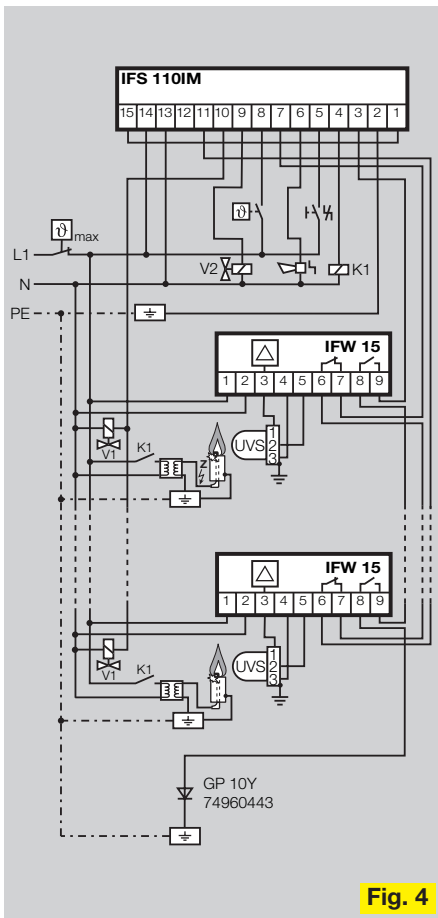 IFS 110IM
15 14 13 12 11 10 9 8 7 6 5 4 3 2 1
ϑ max
ϑ
L1
V2
K1
N
PE
IFW 15
1 2 3 4 5 6 7 8 9
V1
K1
Z
UVS
1
2
3
IFW 15
1 2 3 4 5 6 7 8 9
V1
K1
UVS
1
2
3
GP 10Y
74960443
Fig. 4